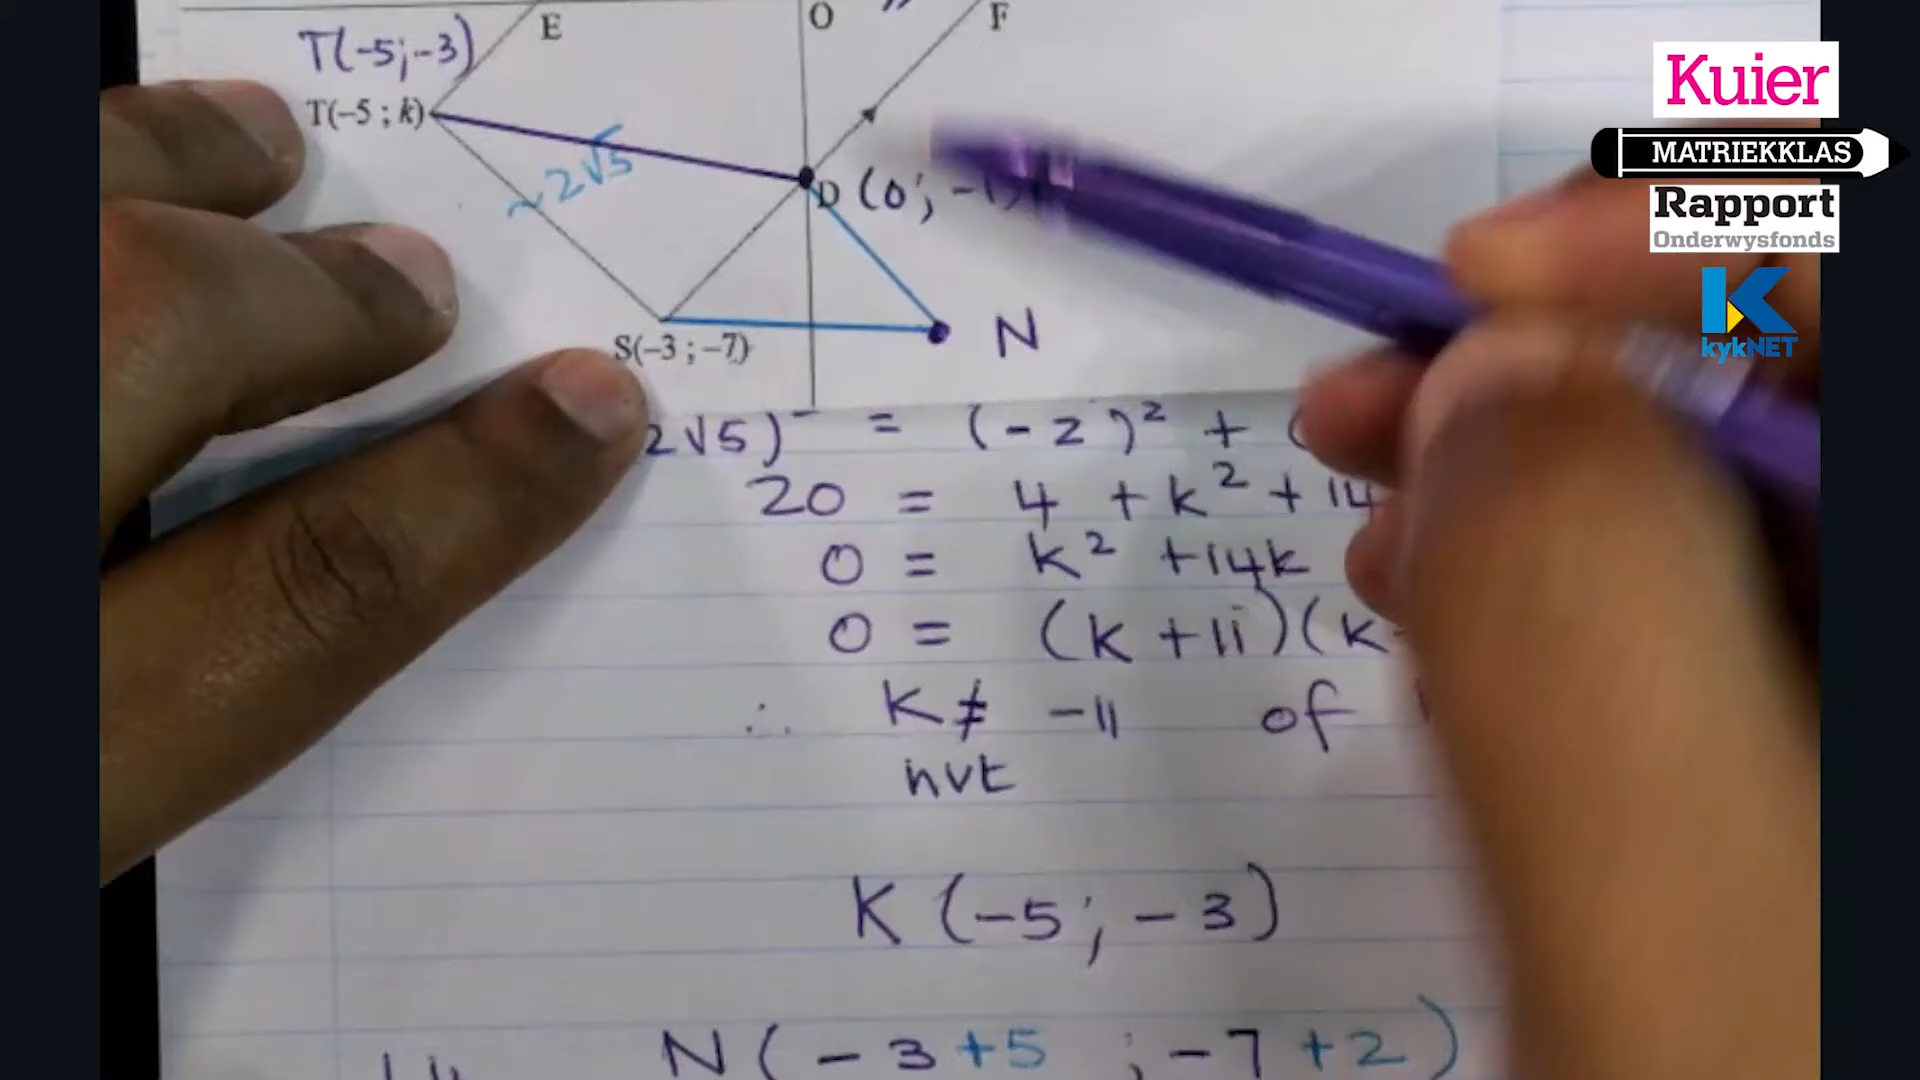 E
O
F
T(-5;-3)
T(–5 ; k)
~2√5
D (0; -1)
N
S(–3 ; –7)
2√5) = (-2)² + (
20 = 4 + k² + 14
0 = k² + 14k
0 = (k + 11)(k
∴ K ≠ -11 of
nvt
K (-5; -3)
N( -3 +5 ; -7 +2 )
Kuier
MATRIEKKLAS
Rapport
Onderwysfonds
K
kykNET